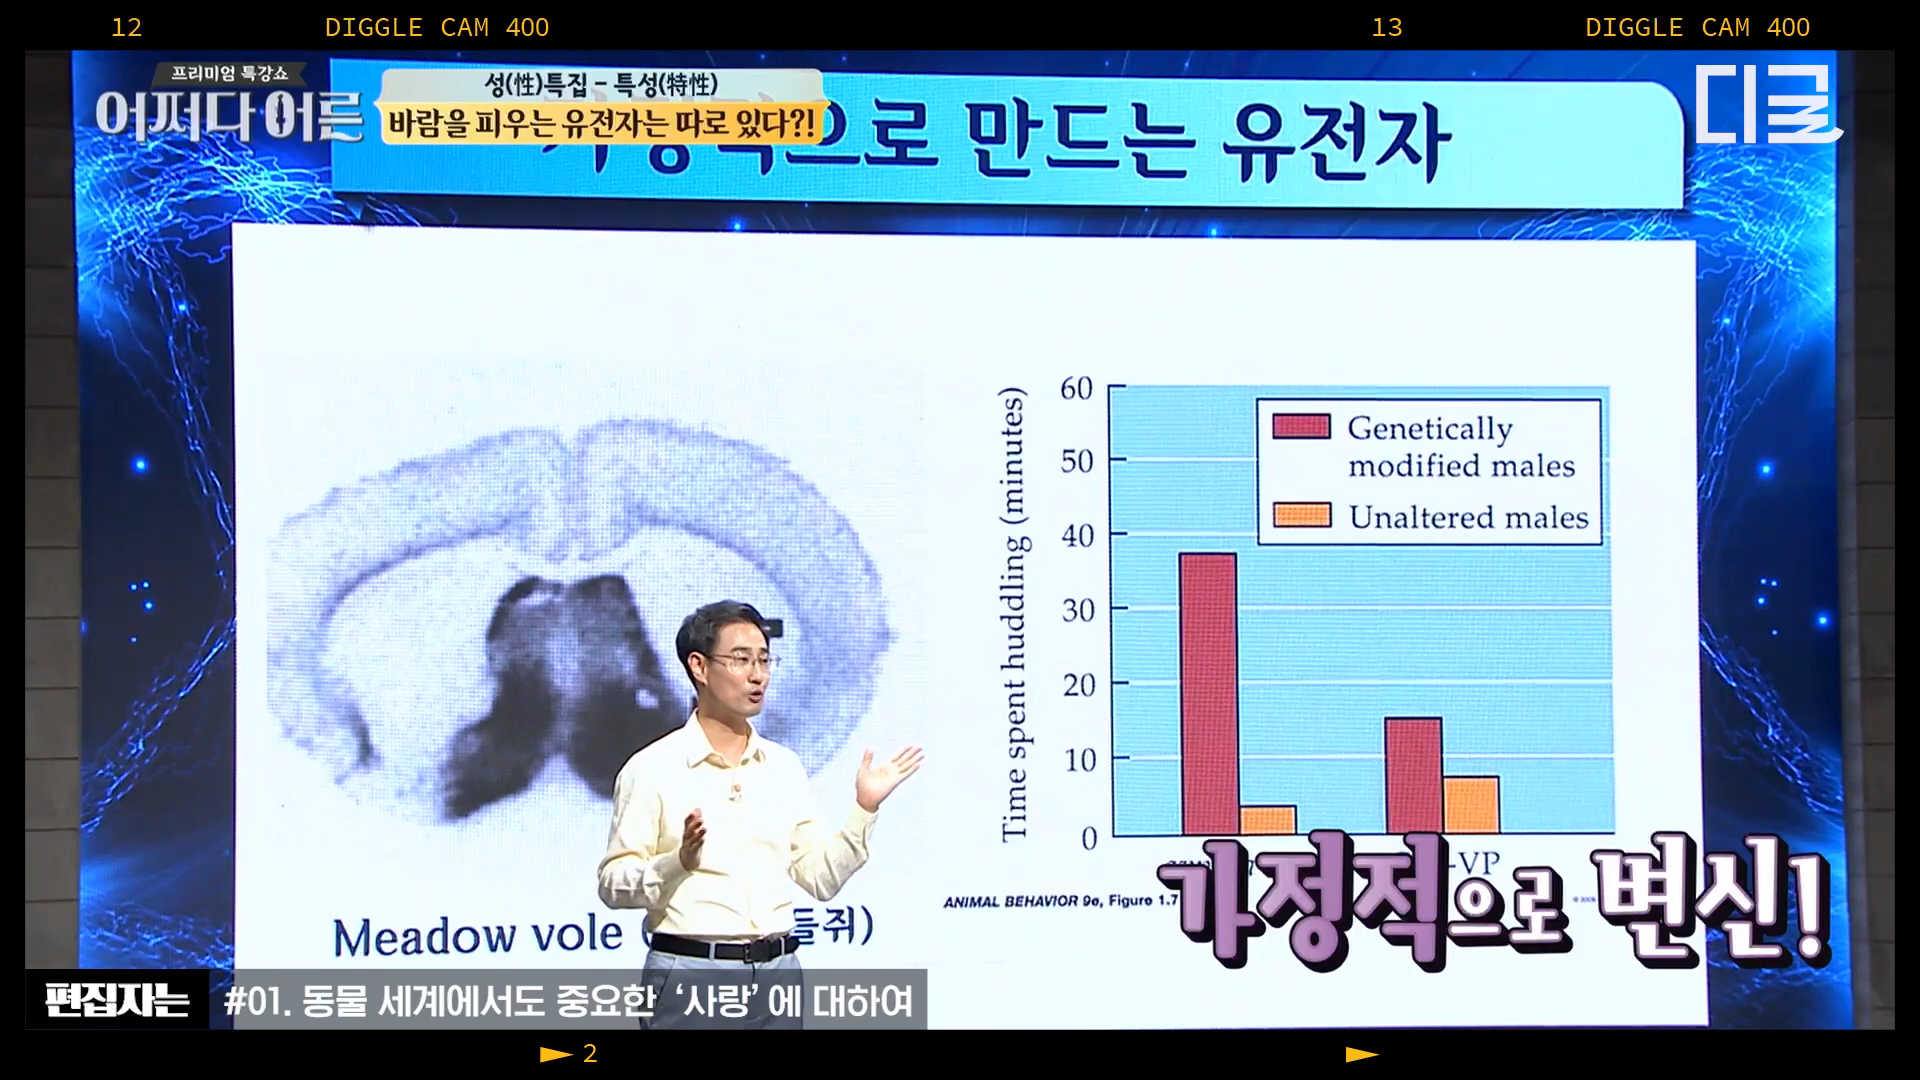 12
DIGGLE CAM 400
13
DIGGLE CAM 400
프리미엄 특강쇼
어쩌다 어른
성(性)특집 - 특성(特性)
바람을 피우는 유전자는 따로 있다?!
디글
으로 만드는 유전자
60
50
40
30
20
10
0
Time spent huddling (minutes)
Genetically
modified males
Unaltered males
-VP
ANIMAL BEHAVIOR 9e, Figure 1.7
Meadow vole
들쥐)
가정적으로 변신!
편집자는
#01. 동물 세계에서도 중요한 ‘사랑’에 대하여
2